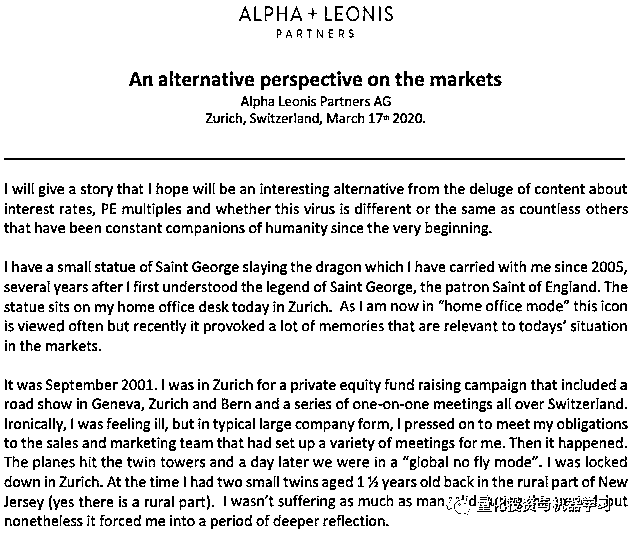 ALPHA + LEONIS
PARTNERS
An alternative perspective on the markets
Alpha Leonis Partners AG
Zurich, Switzerland, March 17th 2020.
I will give a story that I hope will be an interesting alternative from the deluge of content about
interest rates, PE multiples and whether this virus is different or the same as countless others
that have been constant companions of humanity since the very beginning.
I have a small statue of Saint George slaying the dragon which I have carried with me since 2005,
several years after I first understood the legend of Saint George, the patron Saint of England. The
statue sits on my home office desk today in Zurich. As I am now in “home office mode” this icon
is viewed often but recently it provoked a lot of memories that are relevant to todays’ situation
in the markets.
It was September 2001. I was in Zurich for a private equity fund raising campaign that included a
road show in Geneva, Zurich and Bern and a series of one-on-one meetings all over Switzerland.
Ironically, I was feeling ill, but in typical large company form, I pressed on to meet my obligations
to the sales and marketing team that had set up a variety of meetings for me. Then it happened.
The planes hit the twin towers and a day later we were in a “global no fly mode”. I was locked
down in Zurich. At the time I had two small twins aged 1 ½ years old back in the rural part of New
Jersey (yes there is a rural part). I wasn’t suffering as much as but
nonetheless it forced me into a period of deeper reflection.
量化投资与机器学习